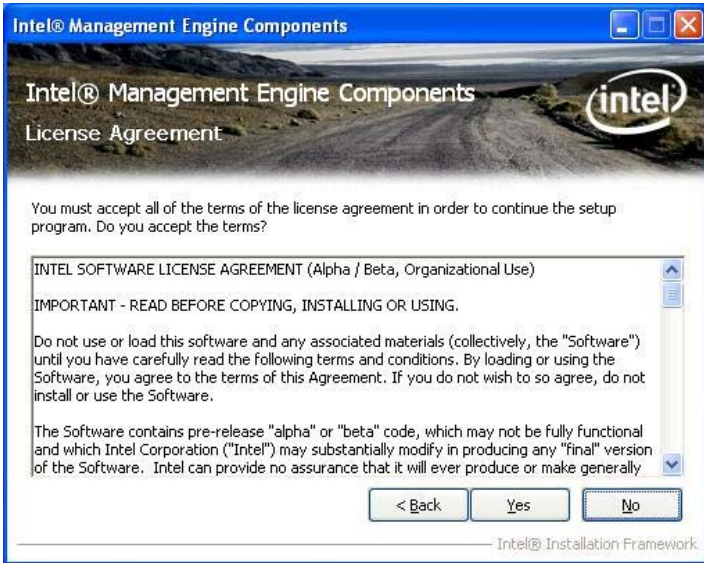 Intel® Management Engine Components
Intel® Management Engine Components
intel
License Agreement
You must accept all of the terms of the license agreement in order to continue the setup
program. Do you accept the terms?
INTEL SOFTWARE LICENSE AGREEMENT (Alpha / Beta, Organizational Use)
IMPORTANT - READ BEFORE COPYING, INSTALLING OR USING.
Do not use or load this software and any associated materials (collectively, the "Software")
until you have carefully read the following terms and conditions. By loading or using the
Software, you agree to the terms of this Agreement. If you do not wish to so agree, do not
install or use the Software.
The Software contains pre-release "alpha" or "beta" code, which may not be fully functional
and which Intel Corporation ("Intel") may substantially modify in producing any "final" version
of the Software.  Intel can provide no assurance that it will ever produce or make generally
< Back Yes No
Intel® Installation Framework